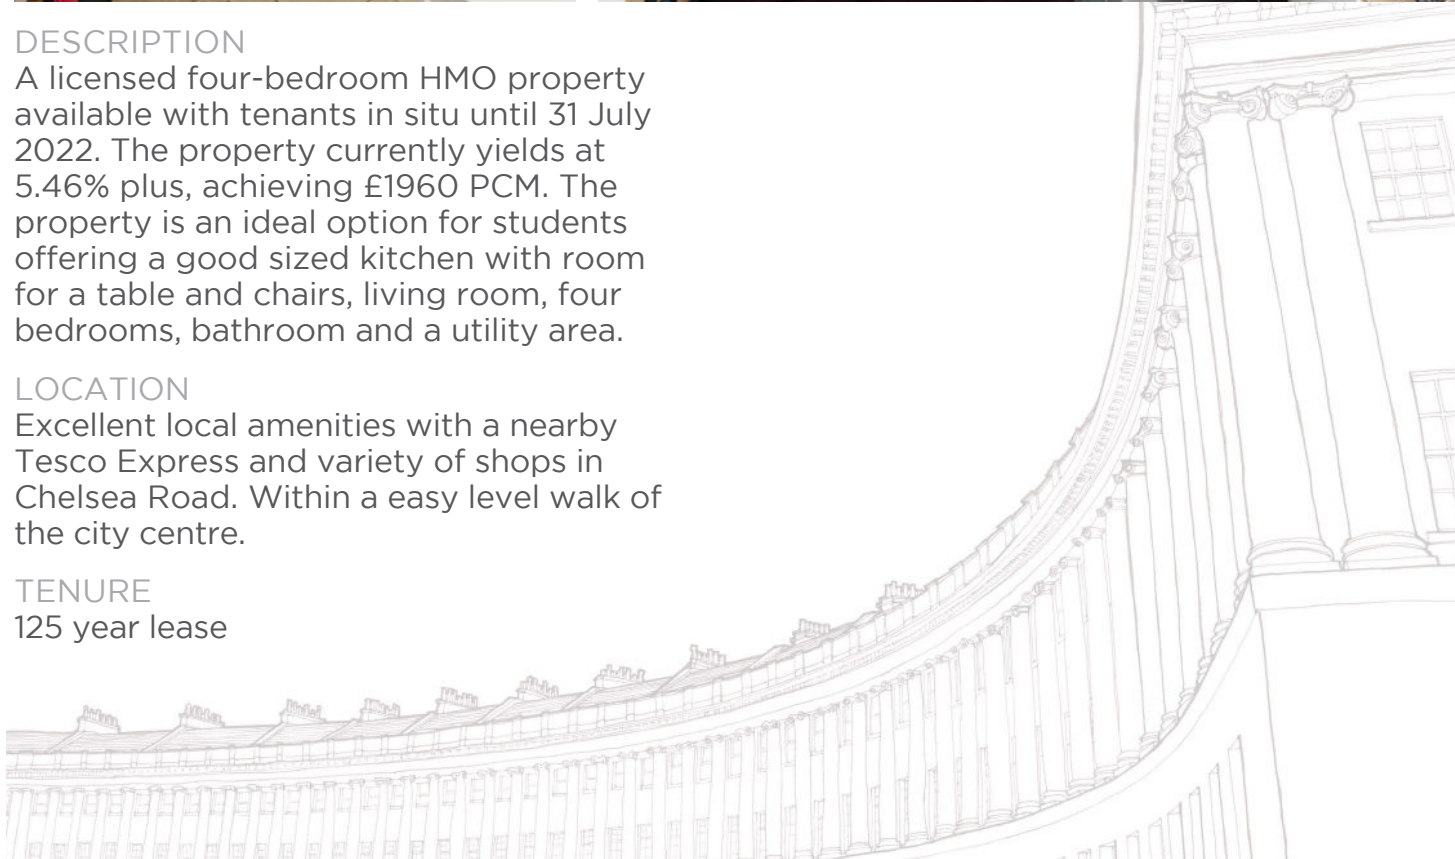 DESCRIPTION
A licensed four-bedroom HMO property
available with tenants in situ until 31 July
2022. The property currently yields at
5.46% plus, achieving £1960 PCM. The
property is an ideal option for students
offering a good sized kitchen with room
for a table and chairs, living room, four
bedrooms, bathroom and a utility area.
LOCATION
Excellent local amenities with a nearby
Tesco Express and variety of shops in
Chelsea Road. Within a easy level walk of
the city centre.
TENURE
125 year lease